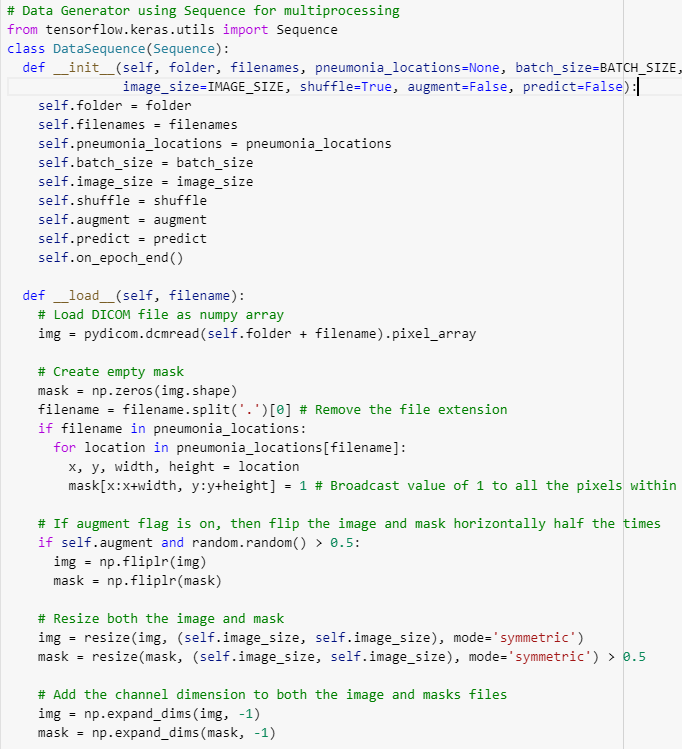 # Data Generator using Sequence for multiprocessing
from tensorflow.keras.utils import Sequence
class DataSequence(Sequence):
  def __init__(self, folder, filenames, pneumonia_locations=None, batch_size=BATCH_SIZE,
               image_size=IMAGE_SIZE, shuffle=True, augment=False, predict=False):
    self.folder = folder
    self.filenames = filenames
    self.pneumonia_locations = pneumonia_locations
    self.batch_size = batch_size
    self.image_size = image_size
    self.shuffle = shuffle
    self.augment = augment
    self.predict = predict
    self.on_epoch_end()

  def __load__(self, filename):
    # Load DICOM file as numpy array
    img = pydicom.dcmread(self.folder + filename).pixel_array

    # Create empty mask
    mask = np.zeros(img.shape)
    filename = filename.split('.')[0] # Remove the file extension
    if filename in pneumonia_locations:
      for location in pneumonia_locations[filename]:
        x, y, width, height = location
        mask[x:x+width, y:y+height] = 1 # Broadcast value of 1 to all the pixels within

    # If augment flag is on, then flip the image and mask horizontally half the times
    if self.augment and random.random() > 0.5:
      img = np.fliplr(img)
      mask = np.fliplr(mask)

    # Resize both the image and mask
    img = resize(img, (self.image_size, self.image_size), mode='symmetric')
    mask = resize(mask, (self.image_size, self.image_size), mode='symmetric') > 0.5

    # Add the channel dimension to both the image and masks files
    img = np.expand_dims(img, -1)
    mask = np.expand_dims(mask, -1)